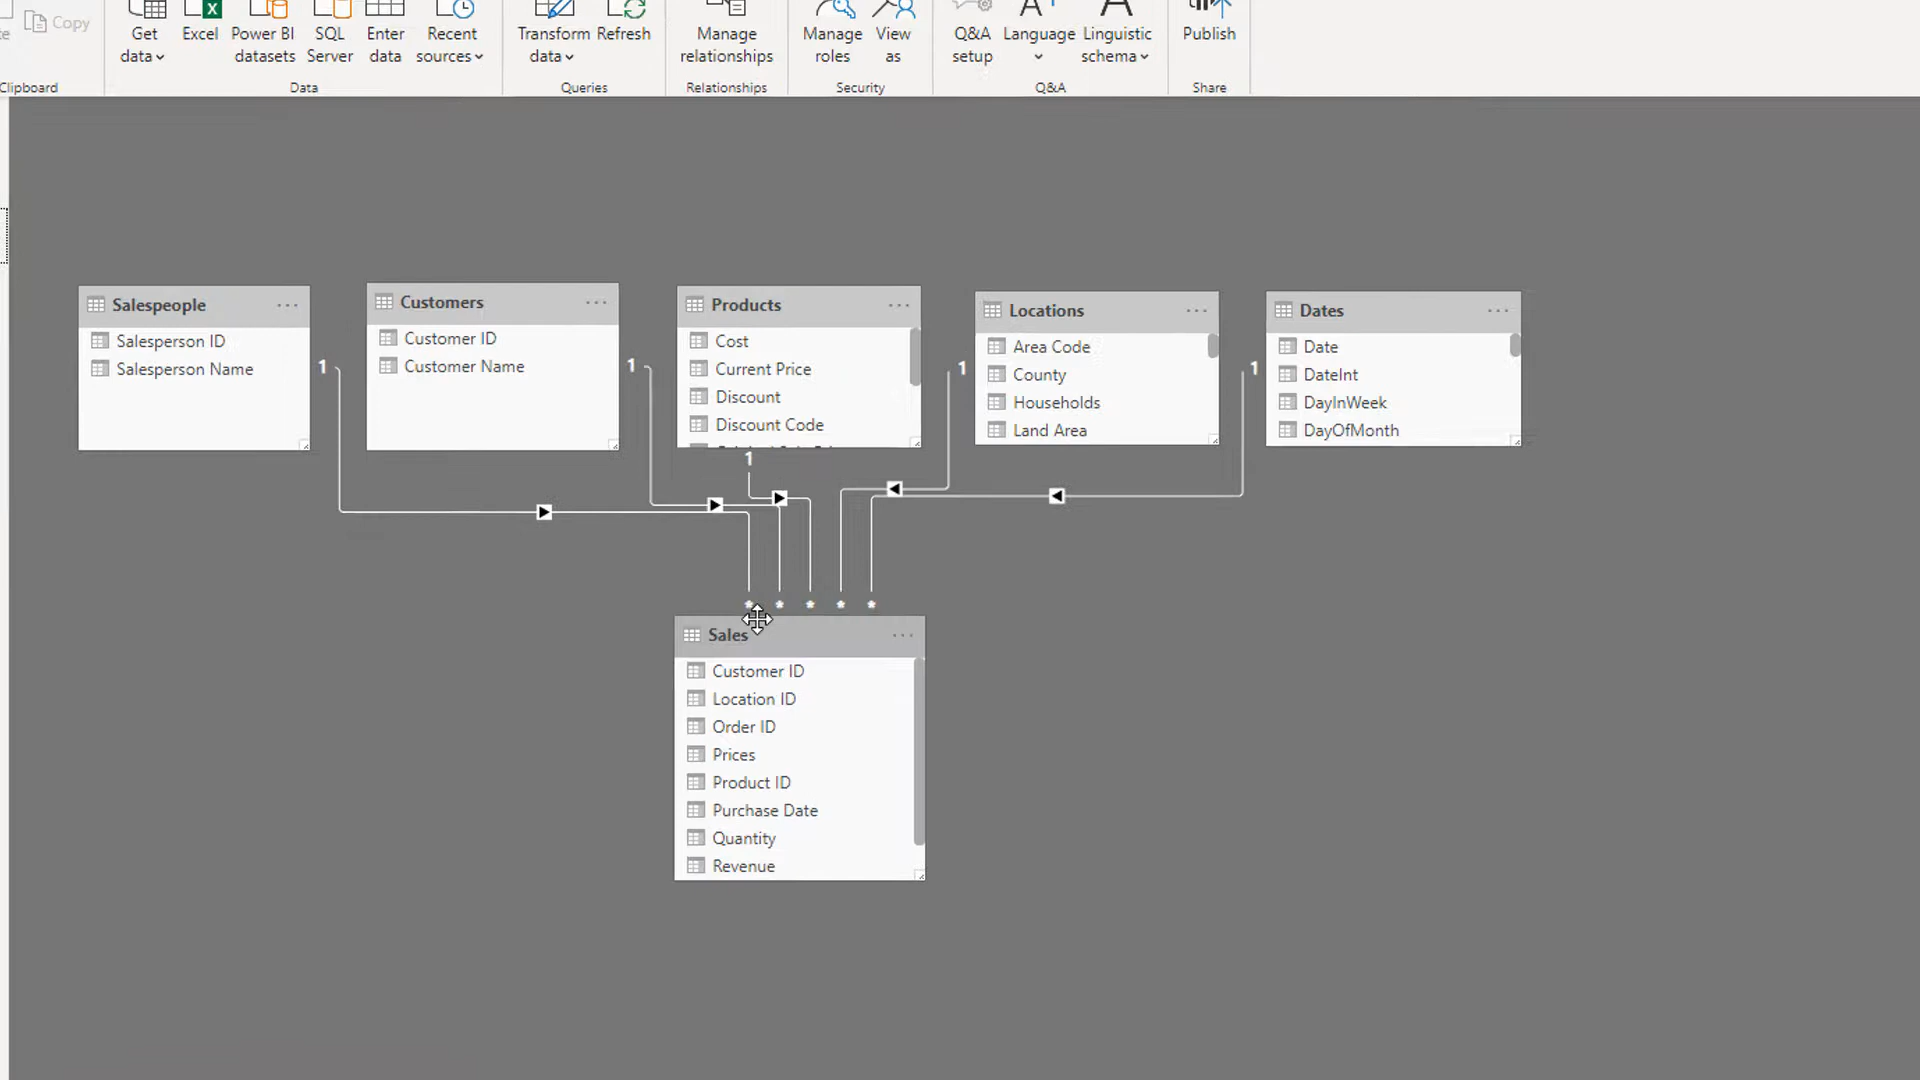 Copy
Get data
Excel
Power BI datasets
SQL Server
Enter data
Recent sources
Transform data
Refresh
Manage relationships
Manage roles
View as
Q&A setup
Language
Linguistic schema
Publish
Clipboard
Data
Queries
Relationships
Security
Q&A
Share
Salespeople
Salesperson ID
Salesperson Name
Customers
Customer ID
Customer Name
Products
Cost
Current Price
Discount
Discount Code
Locations
Area Code
County
Households
Land Area
Dates
Date
DateInt
DayInWeek
DayOfMonth
1
1
1
1
1
* * * * *
Sales
Customer ID
Location ID
Order ID
Prices
Product ID
Purchase Date
Quantity
Revenue